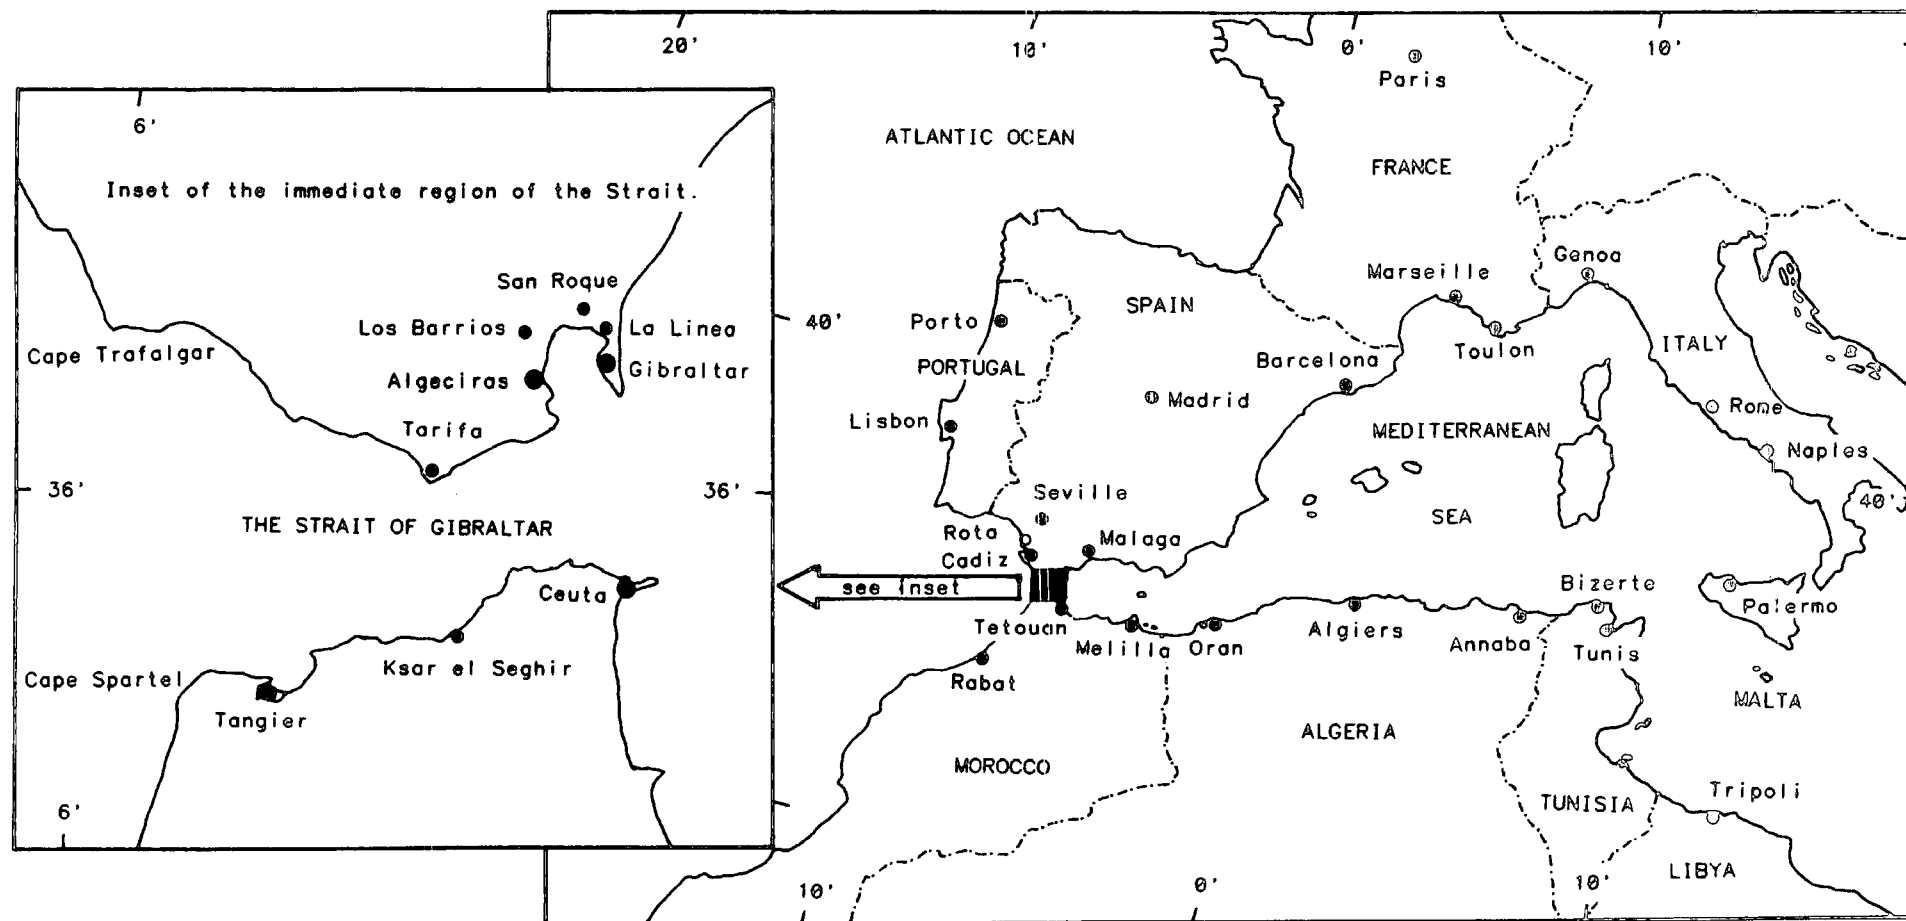 20'
10'
0'
10'
Paris
6'
ATLANTIC OCEAN
FRANCE
Inset of the immediate region of the Strait.
Genoa
Marseille
San Roque
SPAIN
Los Barrios
La Linea
40'
Porto
Toulon
ITALY
Cape Trafalgar
Barcelona
Gibraltar
PORTUGAL
Algeciras
Madrid
Rome
Lisbon
Tarifa
MEDITERRANEAN
Naples
36'
36'
Seville
40'
THE STRAIT OF GIBRALTAR
SEA
Rota
Malaga
Cadiz
see Inset
Ceuta
Bizerte
Palermo
Tetouan
Melilla
Oran
Algiers
Annaba
Tunis
Ksar el Seghir
Cape Spartel
Rabat
MALTA
Tangier
ALGERIA
MOROCCO
Tripoli
TUNISIA
6'
LIBYA
10'
0'
10'